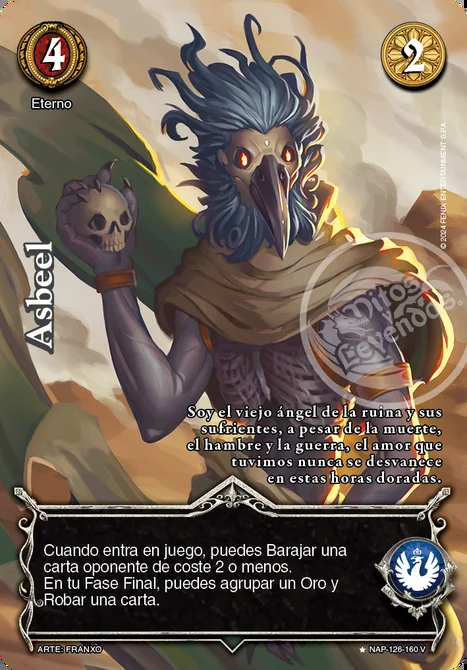 4
2
Eterno
© 2024 FENIX ENTERTAINMENT S.P.A.
Asbeel
Mitos y
Leyendas.
Soy el viejo ángel de la ruina y sus
sufrientes, a pesar de la muerte,
el hambre y la guerra, el amor que
tuvimos nunca se desvanece
en estas horas doradas.
Cuando entra en juego, puedes Barajar una
carta oponente de coste 2 o menos.
En tu Fase Final, puedes agrupar un Oro y
Robar una carta.
ARTE: FRANXO
★ NAP-126-160 V